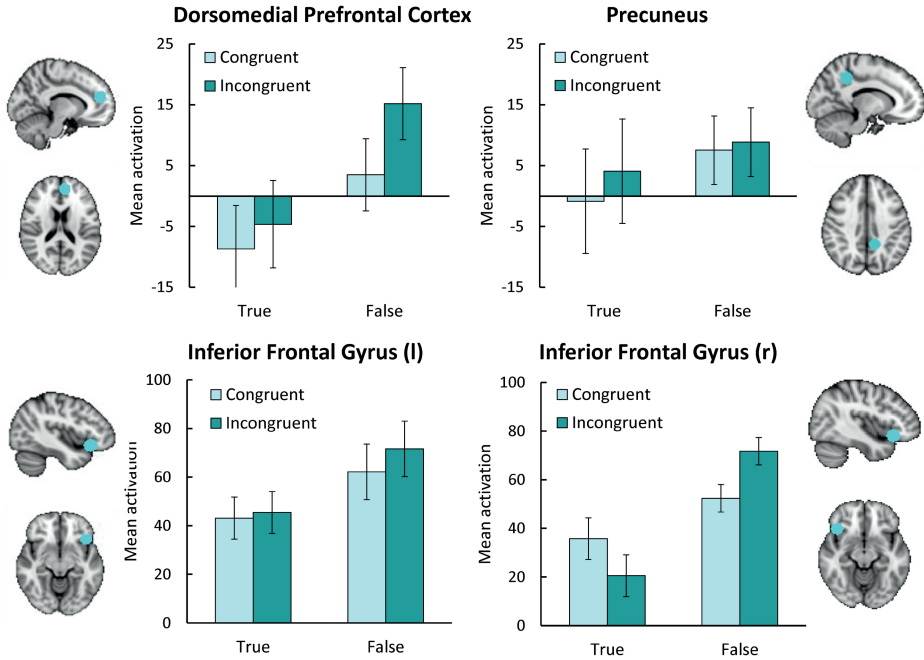 Dorsomedial Prefrontal Cortex
Mean activation
25
15
5
-5
-15
Congruent
Incongruent
True
False
Precuneus
Mean activation
25
15
5
-5
-15
Congruent
Incongruent
True
False
Inferior Frontal Gyrus (l)
Mean activation
100
80
60
40
20
0
Congruent
Incongruent
True
False
Inferior Frontal Gyrus (r)
Mean activation
100
80
60
40
20
0
Congruent
Incongruent
True
False